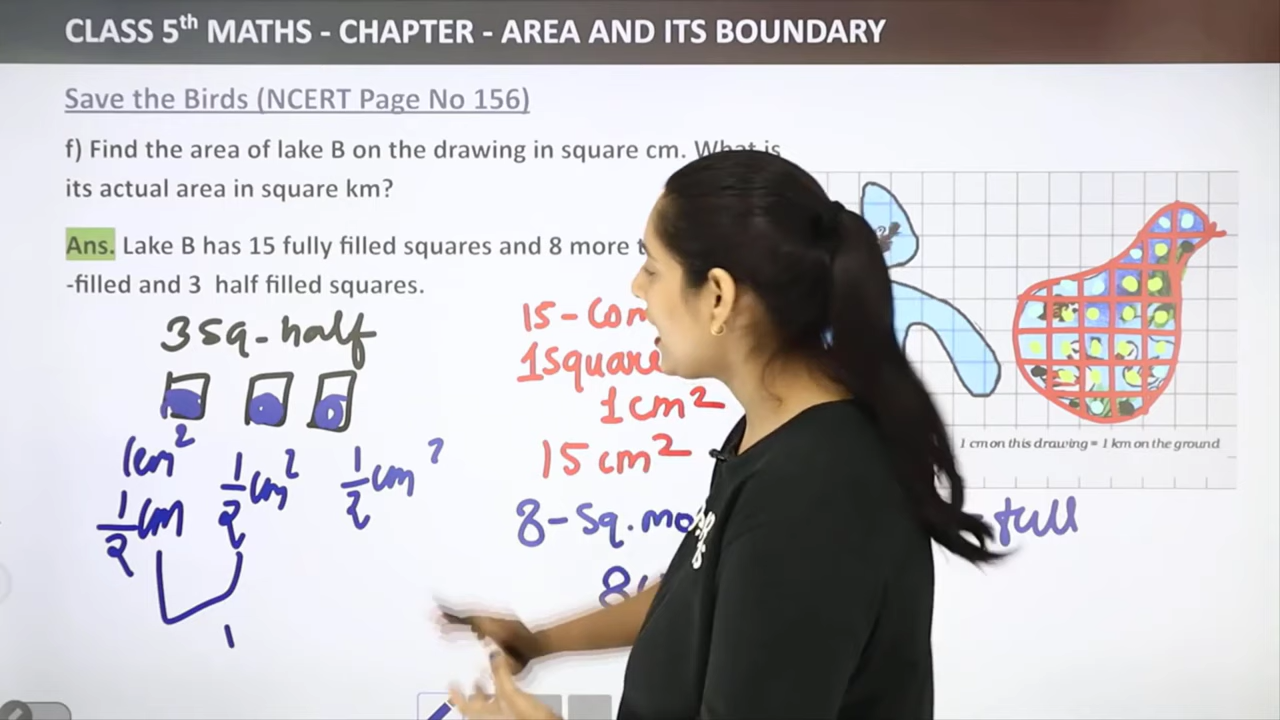 CLASS 5th MATHS - CHAPTER - AREA AND ITS BOUNDARY
Save the Birds (NCERT Page No 156)
f) Find the area of lake B on the drawing in square cm. What is
its actual area in square km?
Ans. Lake B has 15 fully filled squares and 8 more
-filled and 3 half filled squares.
3 sq - half
1cm²
1/2 cm
1/2 cm²
1/2 cm²
1
15 -
1 square
1cm²
15 cm²
8 - sq.
full
8
1 cm on this drawing = 1 km on the ground